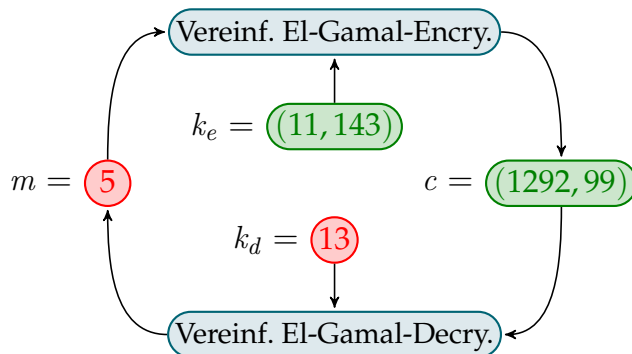 Vereinf. El-Gamal-Encry.
k_e = (11, 143)
m = 5
c = (1292, 99)
k_d = 13
Vereinf. El-Gamal-Decry.